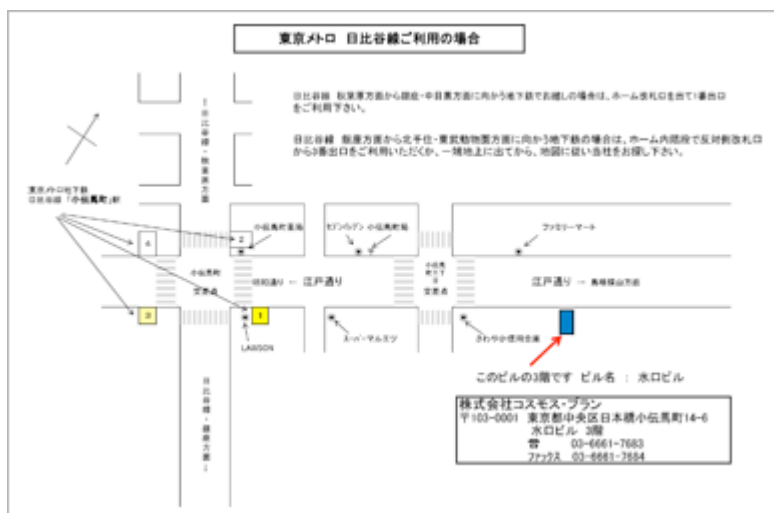 東京メトロ 日比谷線ご利用の場合
日比谷線 秋葉原方面から銀座・中目黒方面に向かう地下鉄でお越しの場合は、ホーム改札口を出て1番出口
をご利用下さい。
日比谷線 銀座方面から北千住・東武動物園方面に向かう地下鉄の場合は、ホーム内階段で反対側改札口
から3番出口をご利用いただくか、一端地上に出てから、地図に従い当社をお探し下さい。
↑日比谷線・秋葉原方面
東京メトロ地下鉄
日比谷線 「小伝馬町」駅
4
2
小伝馬町薬局
セブンイレブン 小伝馬町局
ファミリーマート
小伝馬町
交差点
← 江戸通り
交差点
江戸通り →
3
1
LAWSON
スーパーマルエツ
さわやか信用金庫
日比谷線・銀座方面↓
このビルの3階です ビル名 : 水口ビル
株式会社コスモス・プラン
〒103-0001 東京都中央区日本橋小伝馬町14-6
水口ビル 3階
☎ 03-6661-7683
ファックス 03-6661-7684